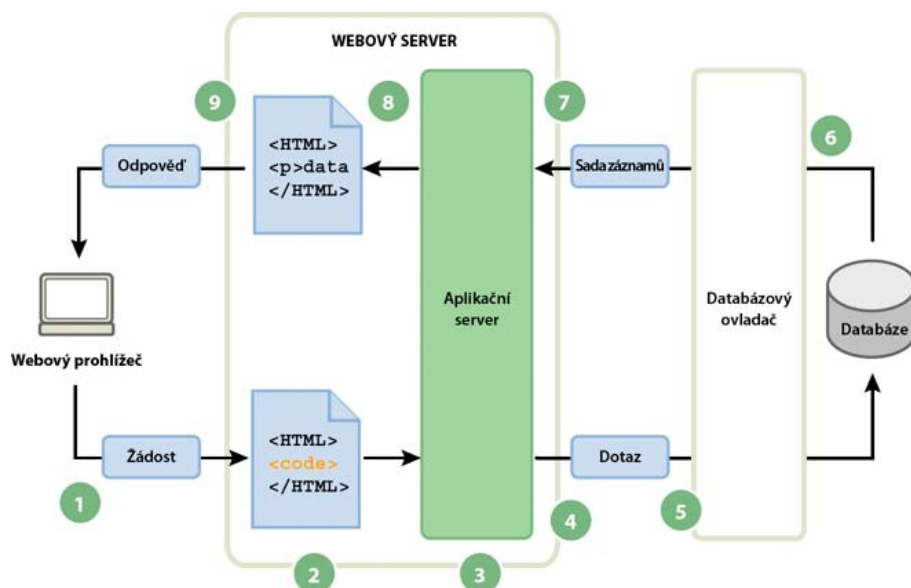 WEBOVÝ SERVER
9
8
7
6
<HTML>
<p>data
</HTML>
Odpověď
Sada záznamů
Aplikační
server
Databázový
ovladač
Databáze
Webový prohlížeč
<HTML>
<code>
</HTML>
Žádost
Dotaz
1
2
3
4
5